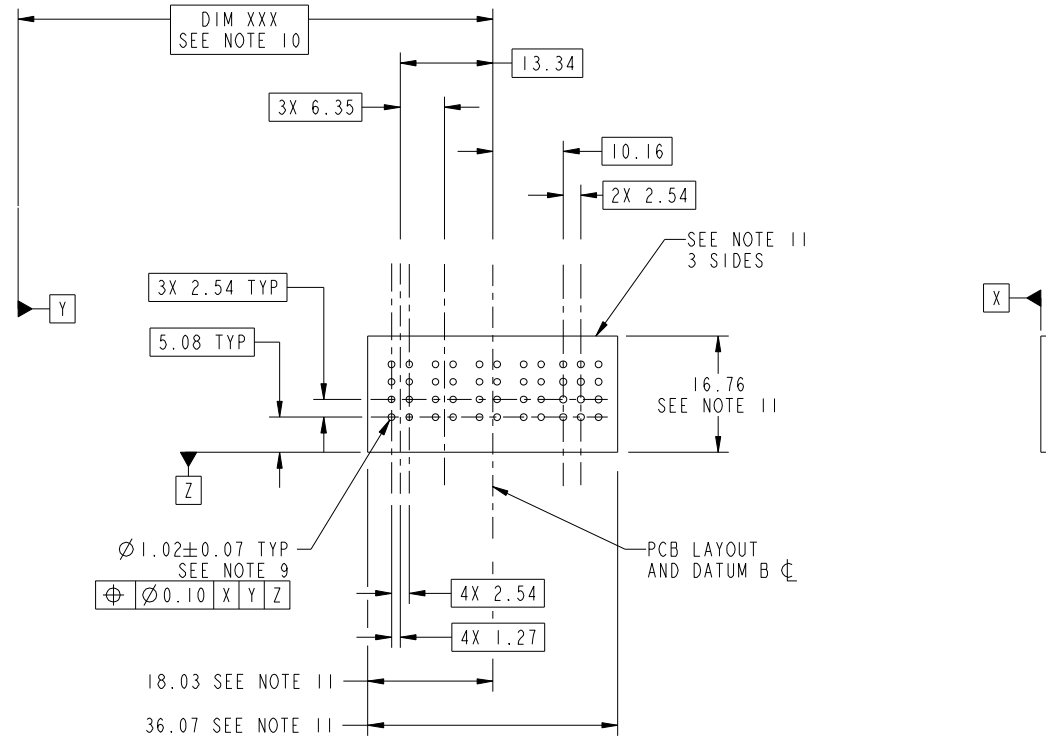 DIM XXX
SEE NOTE 10
13.34
3X 6.35
10.16
2X 2.54
SEE NOTE 11
3 SIDES
3X 2.54 TYP
Y
X
5.08 TYP
16.76
SEE NOTE 11
Z
Ø1.02±0.07 TYP
SEE NOTE 9
⌖ Ø0.10 X Y Z
PCB LAYOUT
AND DATUM B ℄
4X 2.54
4X 1.27
18.03 SEE NOTE 11
36.07 SEE NOTE 11